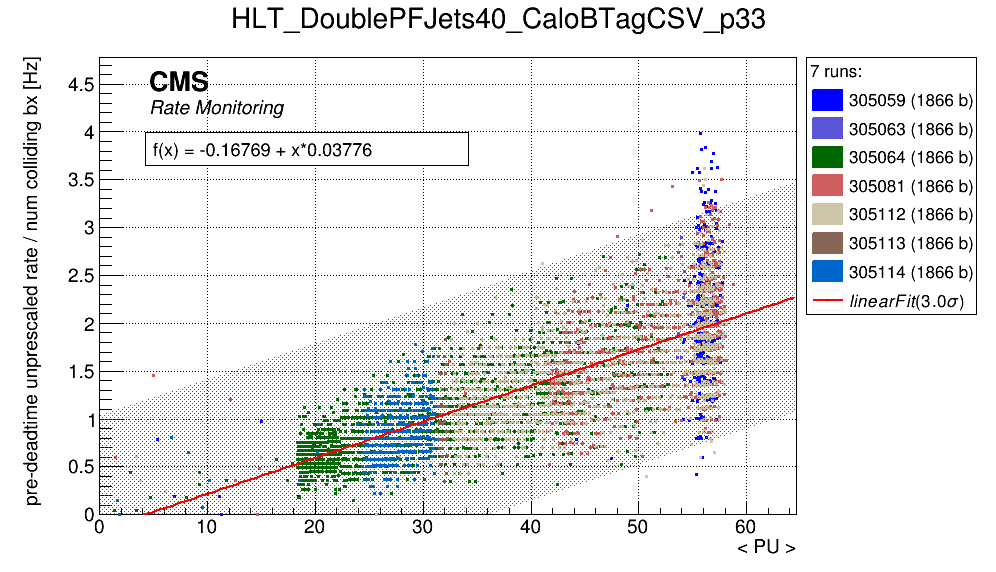 HLT_DoublePFJets40_CaloBTagCSV_p33
pre-deadtime unprescaled rate / num colliding bx [Hz]
CMS
Rate Monitoring
f(x) = -0.16769 + x*0.03776
4.5
4
3.5
3
2.5
2
1.5
1
0.5
0
0 10 20 30 40 50 60
< PU >
7 runs:
305059 (1866 b)
305063 (1866 b)
305064 (1866 b)
305081 (1866 b)
305112 (1866 b)
305113 (1866 b)
305114 (1866 b)
linearFit(3.0σ)